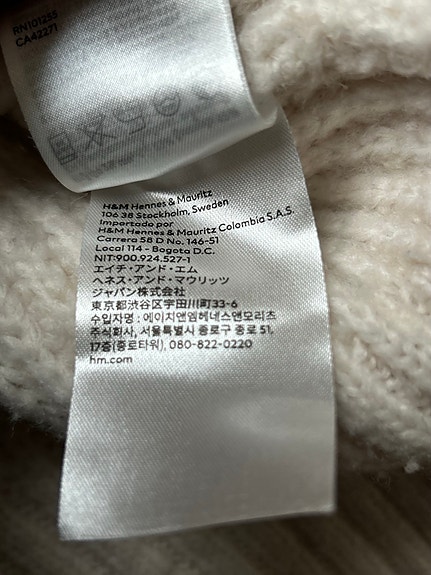 RN101255
CA42271
H&M Hennes & Mauritz
106 38 Stockholm, Sweden
Importado por
H&M Hennes & Mauritz Colombia S.A.S.
Carrera 58 D No. 146-51
Local 114 - Bogota D.C.
NIT:900.924.527-1
エイチ・アンド・エム
ヘネス・アンド・マウリッツ
ジャパン株式会社
東京都渋谷区宇田川町33-6
수입자명 : 에이치앤엠헤네스앤모리츠
주식회사, 서울특별시 종로구 종로 51,
17층(종로타워), 080-822-0220
hm.com